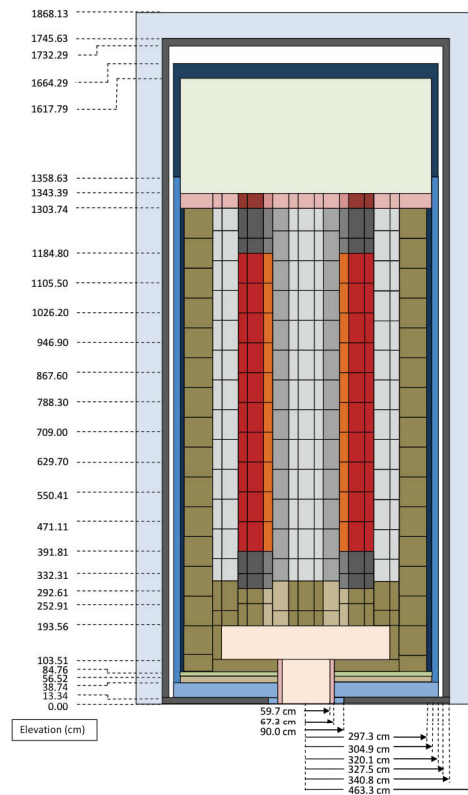 1868.13
1745.63
1732.29
1664.29
1617.79
1358.63
1343.39
1303.74
1184.80
1105.50
1026.20
946.90
867.60
788.30
709.00
629.70
550.41
471.11
391.81
332.31
292.61
252.91
193.56
103.51
84.76
56.52
38.74
13.34
0.00
Elevation (cm)
59.7 cm
67.3 cm
90.0 cm
297.3 cm
304.9 cm
320.1 cm
327.5 cm
340.8 cm
463.3 cm